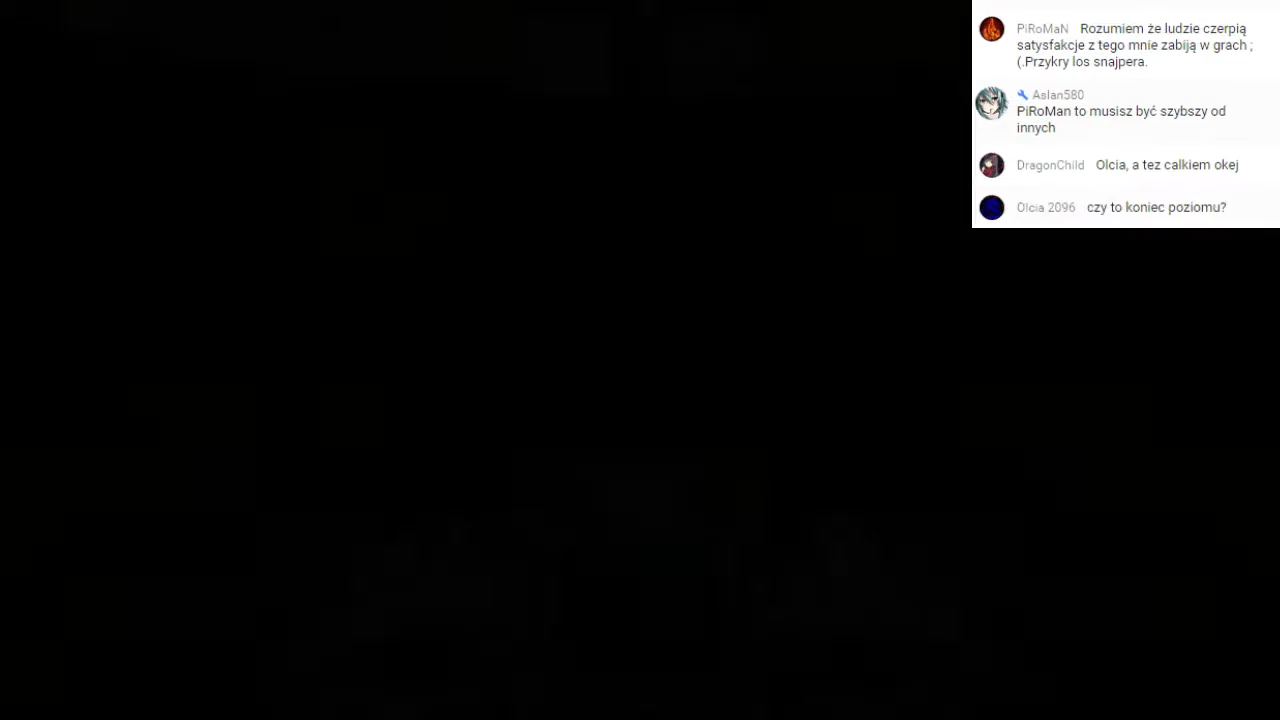 PiRoMaN Rozumiem że ludzie czerpią
satysfakcje z tego mnie zabiją w grach ;
(.Przykry los snajpera.
Aslan580
PiRoMan to musisz być szybszy od
innych
DragonChild Olcia, a tez calkiem okej
Olcia 2096 czy to koniec poziomu?